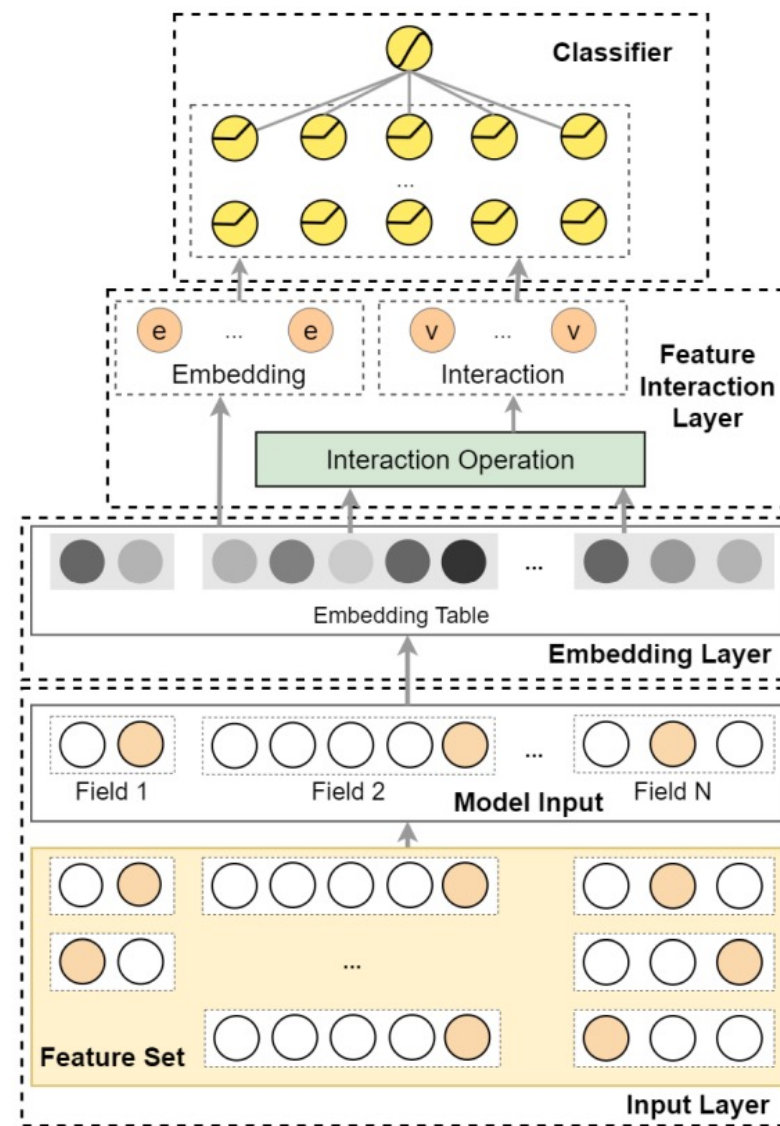 Classifier
...
e ... e
v ... v
Embedding
Interaction
Feature
Interaction
Layer
Interaction Operation
...
Embedding Table
Embedding Layer
...
Field 1
Field 2
Field N
Model Input
...
Feature Set
Input Layer